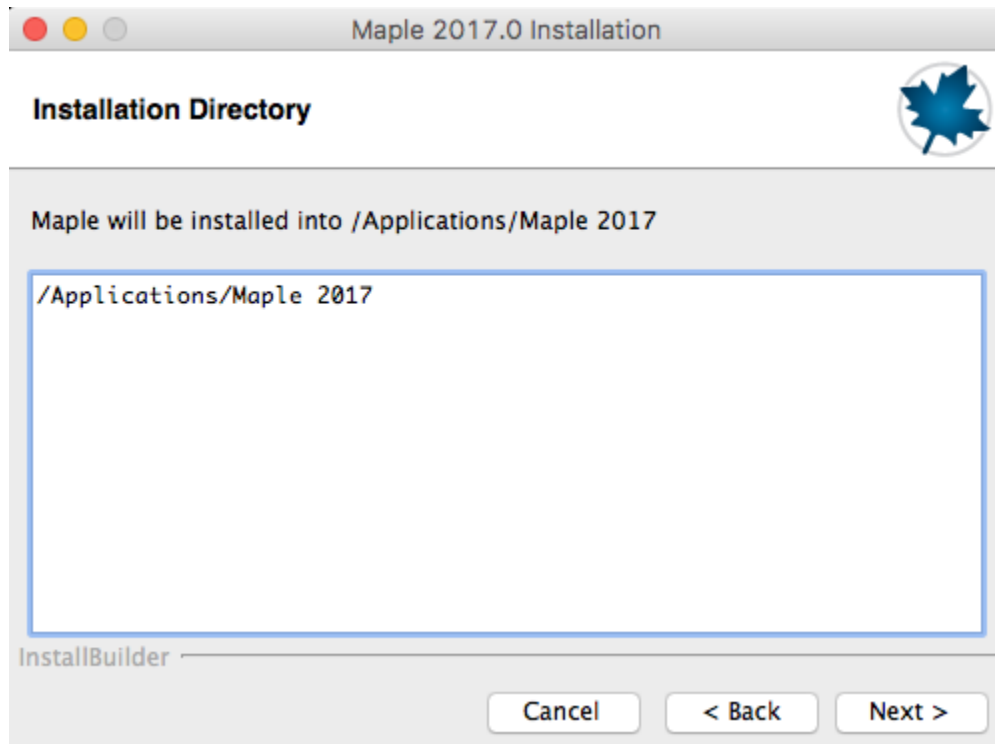 Maple 2017.0 Installation
Installation Directory
Maple will be installed into /Applications/Maple 2017
/Applications/Maple 2017
InstallBuilder
Cancel
< Back
Next >